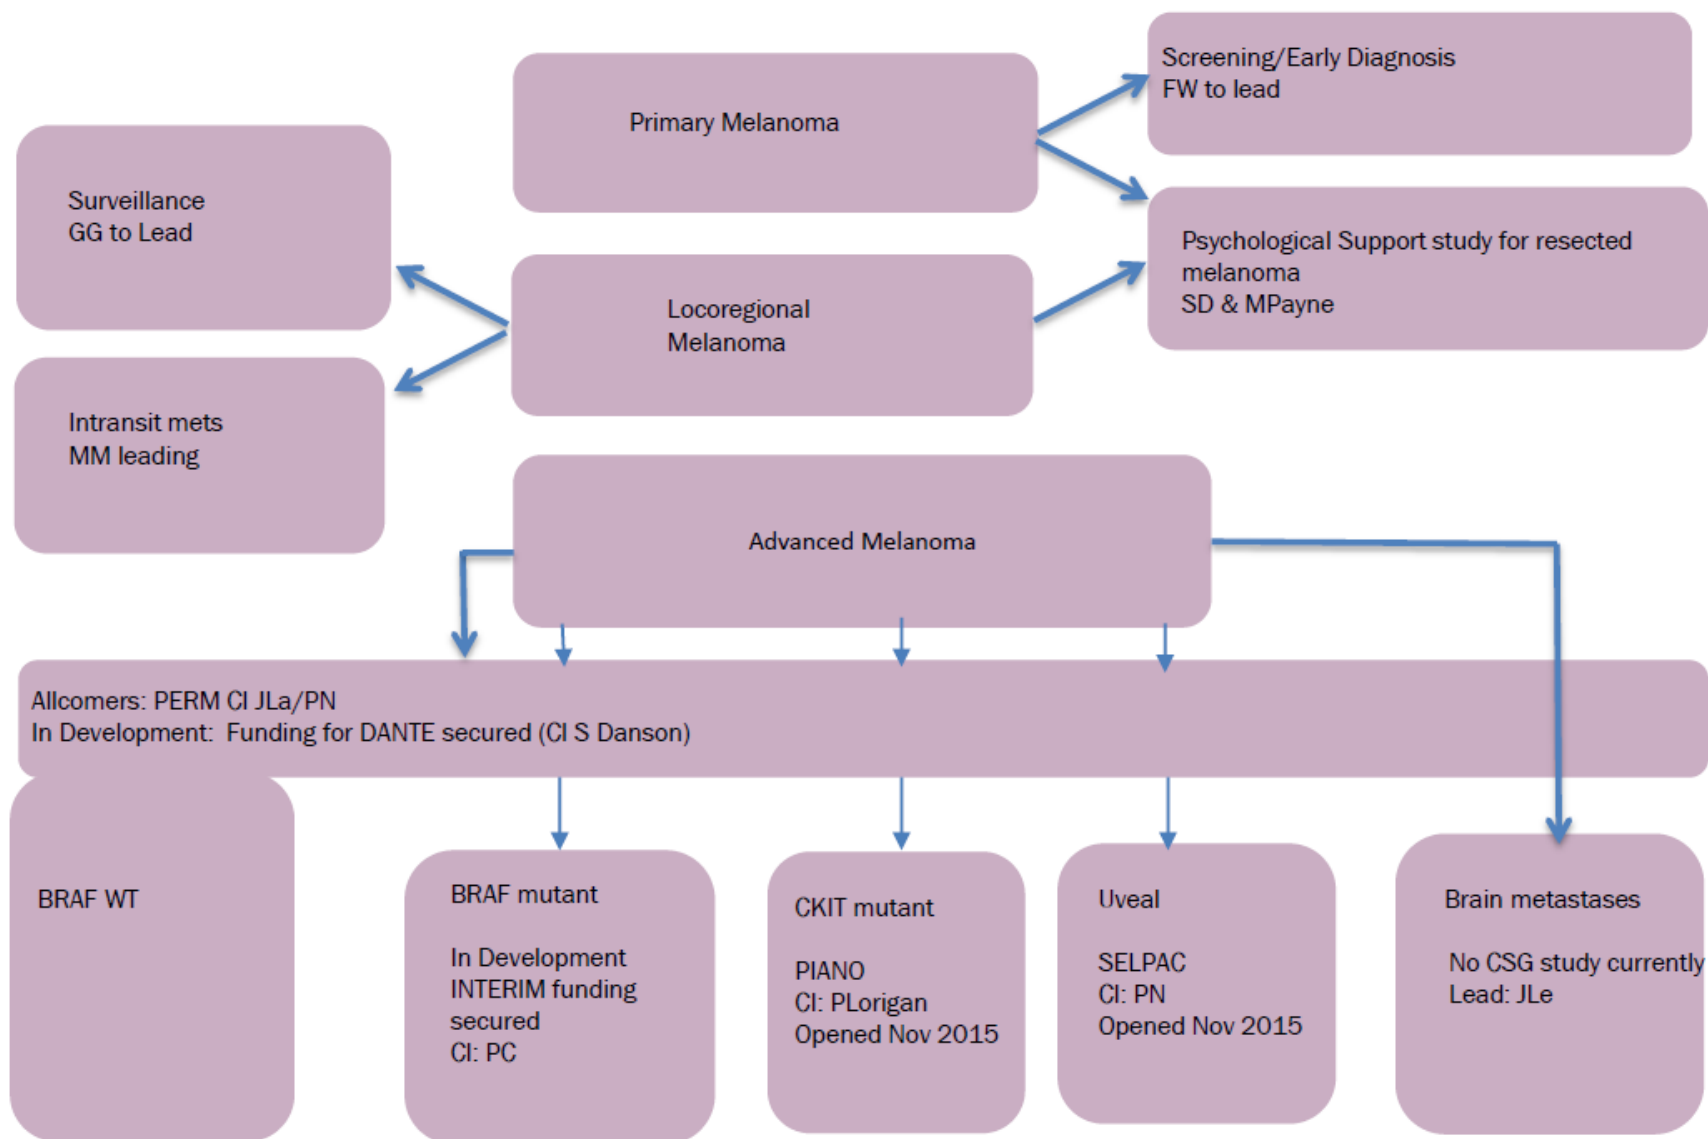 Primary Melanoma
Screening/Early Diagnosis
FW to lead
Surveillance
GG to Lead
Psychological Support study for resected
melanoma
SD & MPayne
Locoregional
Melanoma
Intransit mets
MM leading
Advanced Melanoma
Allcomers: PERM CI JLa/PN
In Development:  Funding for DANTE secured (CI S Danson)
BRAF WT
BRAF mutant
In Development
INTERIM funding
secured
CI: PC
CKIT mutant
PIANO
CI: PLorigan
Opened Nov 2015
Uveal
SELPAC
CI: PN
Opened Nov 2015
Brain metastases
No CSG study currently
Lead: JLe